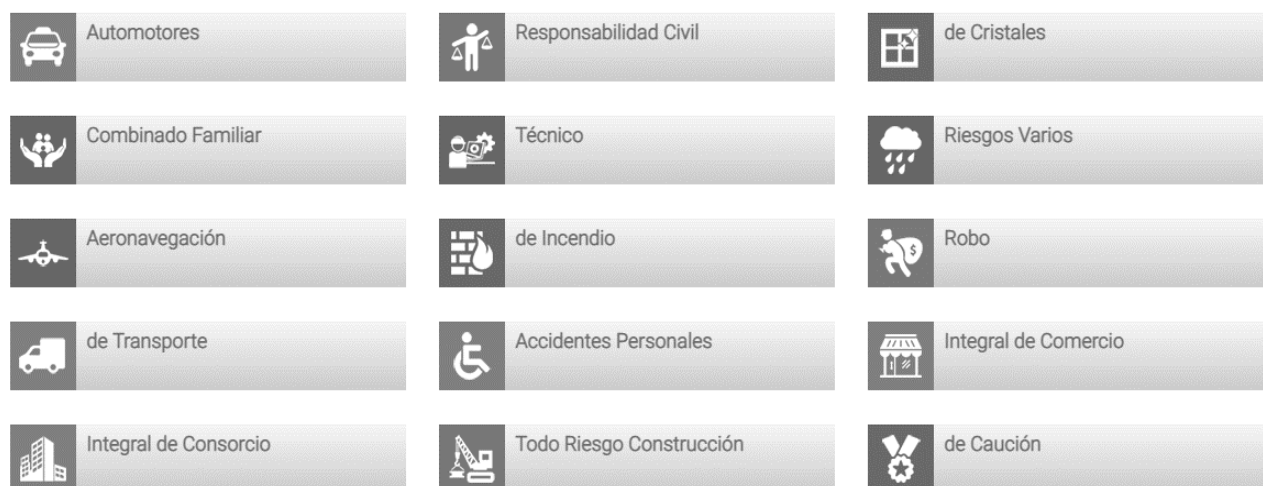 Automotores
Responsabilidad Civil
de Cristales
Combinado Familiar
Técnico
Riesgos Varios
Aeronavegación
de Incendio
$
Robo
de Transporte
Accidentes Personales
Integral de Comercio
Integral de Consorcio
Todo Riesgo Construcción
de Caución